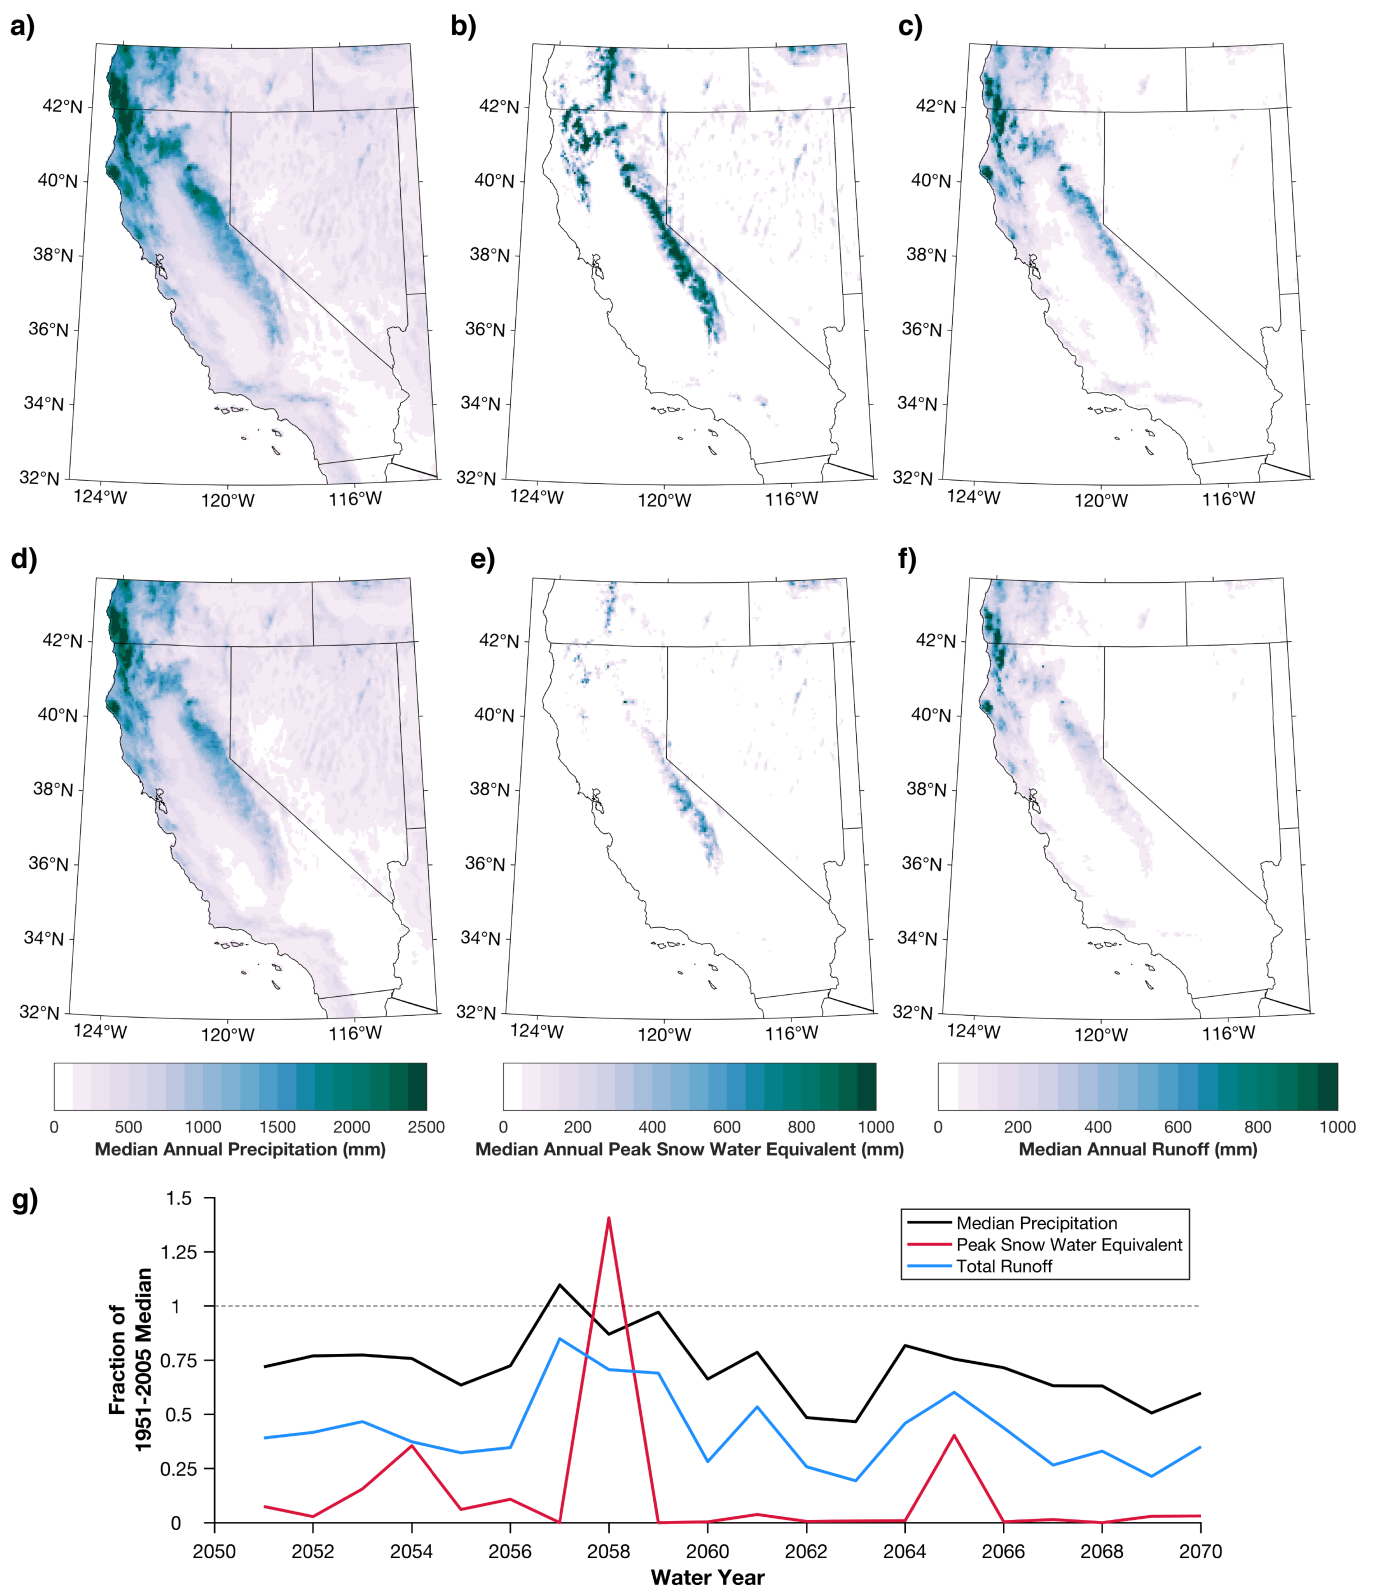 a)
b)
c)
42°N
40°N
38°N
36°N
34°N
32°N
124°W
120°W
116°W
42°N
40°N
38°N
36°N
34°N
32°N
124°W
120°W
116°W
42°N
40°N
38°N
36°N
34°N
32°N
124°W
120°W
116°W
d)
e)
f)
42°N
40°N
38°N
36°N
34°N
32°N
124°W
120°W
116°W
42°N
40°N
38°N
36°N
34°N
32°N
124°W
120°W
116°W
42°N
40°N
38°N
36°N
34°N
32°N
124°W
120°W
116°W
0 500 1000 1500 2000 2500
Median Annual Precipitation (mm)
0 200 400 600 800 1000
Median Annual Peak Snow Water Equivalent (mm)
0 200 400 600 800 1000
Median Annual Runoff (mm)
g)
Fraction of
1951-2005 Median
1.5
1.25
1
0.75
0.5
0.25
0
Median Precipitation
Peak Snow Water Equivalent
Total Runoff
2050 2052 2054 2056 2058 2060 2062 2064 2066 2068 2070
Water Year